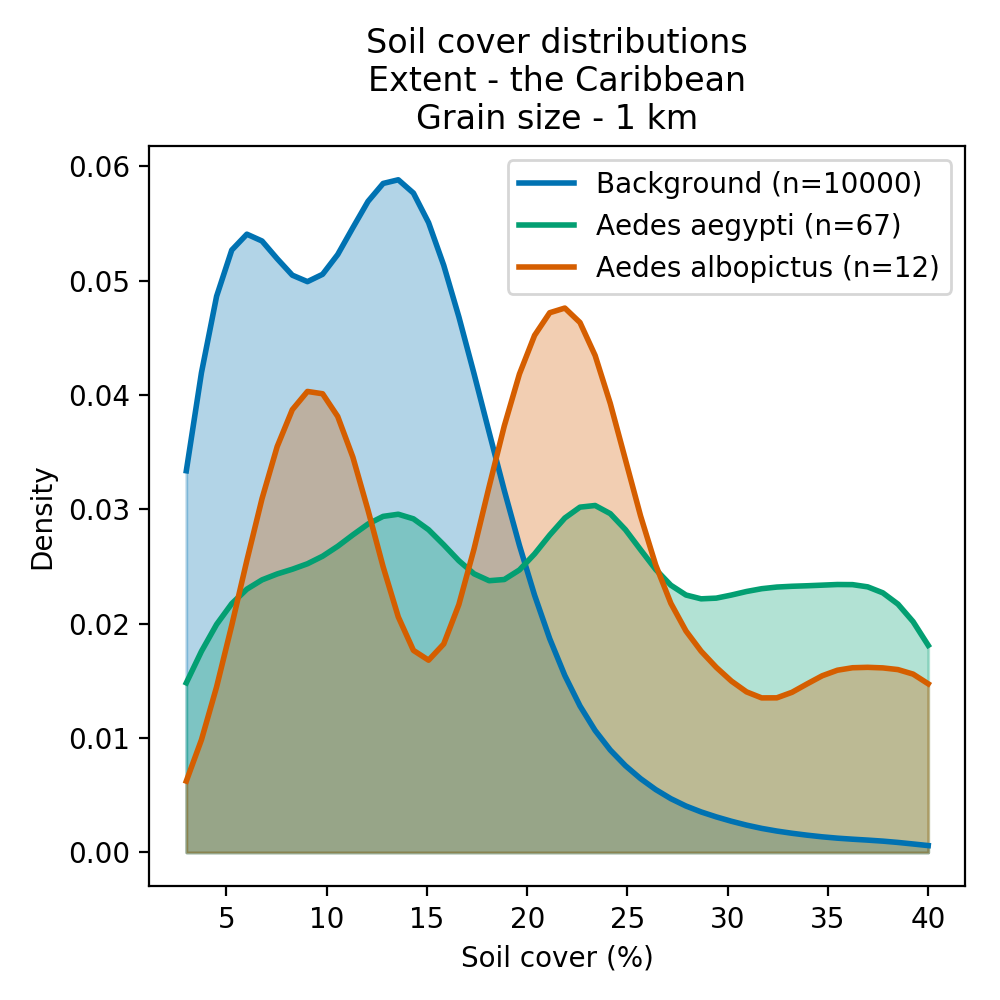 Soil cover distributions
Extent - the Caribbean
Grain size - 1 km
Background (n=10000)
Aedes aegypti (n=67)
Aedes albopictus (n=12)
Density
0.06
0.05
0.04
0.03
0.02
0.01
0.00
5 10 15 20 25 30 35 40
Soil cover (%)